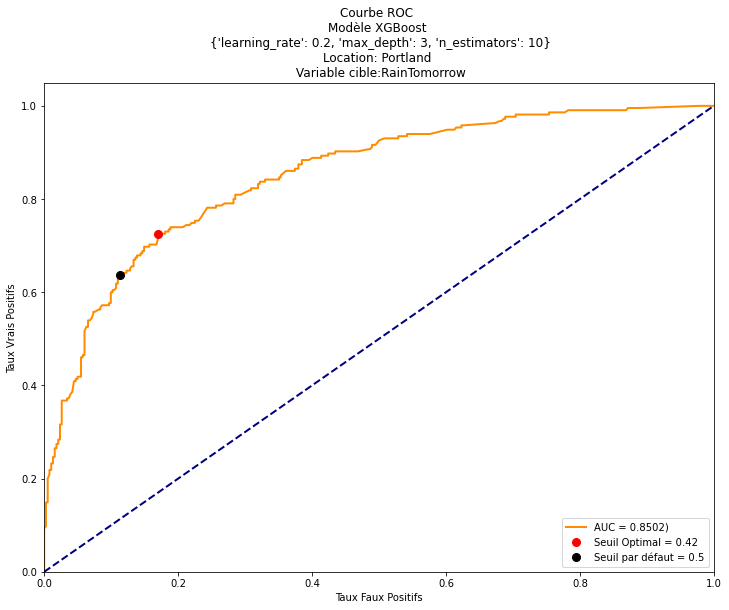 Courbe ROC
Modèle XGBoost
{'learning_rate': 0.2, 'max_depth': 3, 'n_estimators': 10}
Location: Portland
Variable cible:RainTomorrow
1.0
0.8
0.6
0.4
0.2
0.0
Taux Vrais Positifs
0.0 0.2 0.4 0.6 0.8 1.0
Taux Faux Positifs
AUC = 0.8502)
Seuil Optimal = 0.42
Seuil par défaut = 0.5